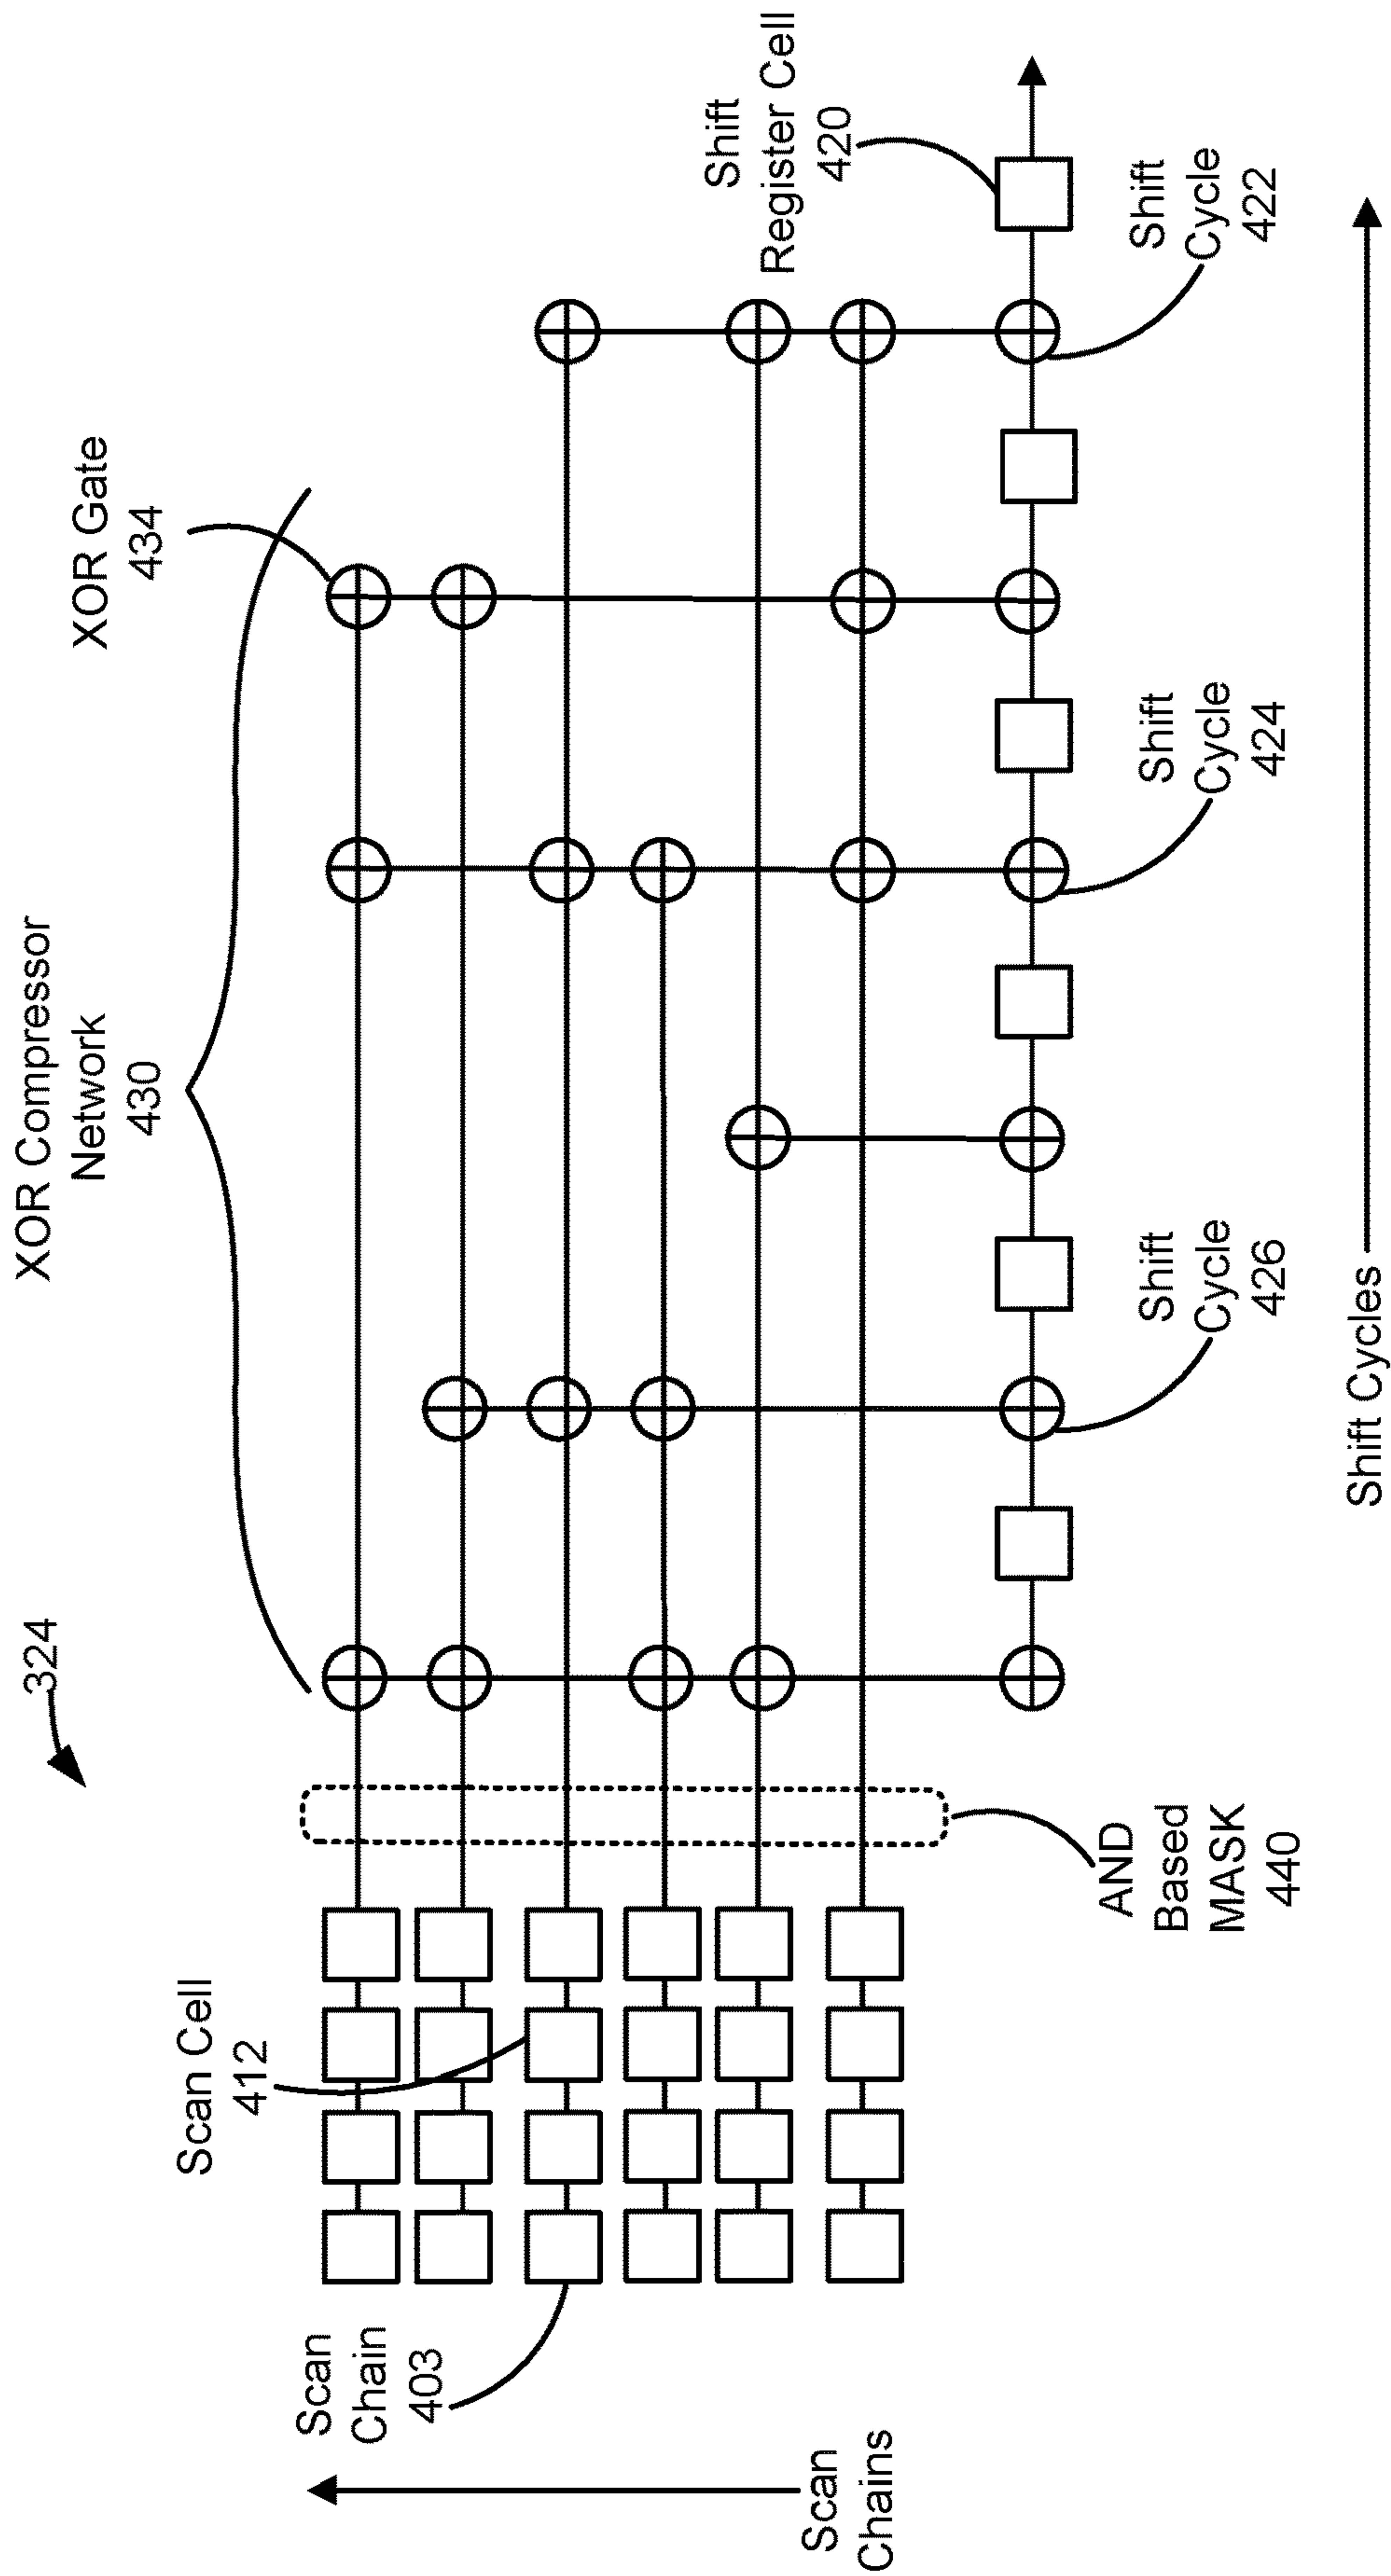 324
XOR Compressor
Network
430
XOR Gate
434
Shift
Register Cell
420
Scan Cell
412
Scan
Chain
403
Scan
Chains
AND
Based
MASK
440
Shift
Cycle
426
Shift
Cycle
424
Shift
Cycle
422
Shift Cycles